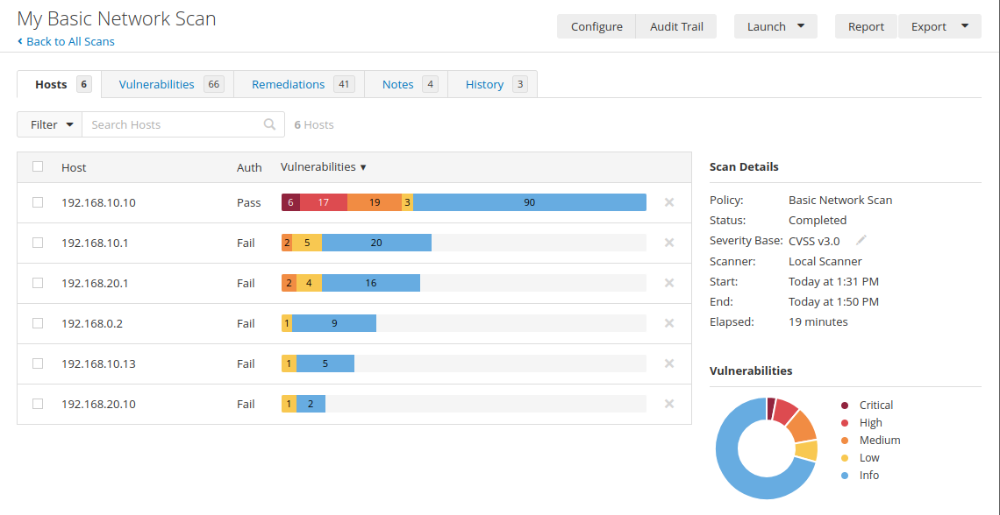 My Basic Network Scan
Back to All Scans
Configure Audit Trail Launch Report Export
Hosts 6 Vulnerabilities 66 Remediations 41 Notes 4 History 3
Filter Search Hosts 6 Hosts
Host Auth Vulnerabilities
192.168.10.10 Pass 6 17 19 3 90
192.168.10.1 Fail 2 5 20
192.168.20.1 Fail 2 4 16
192.168.0.2 Fail 1 9
192.168.10.13 Fail 1 5
192.168.20.10 Fail 1 2
Scan Details
Policy: Basic Network Scan
Status: Completed
Severity Base: CVSS v3.0
Scanner: Local Scanner
Start: Today at 1:31 PM
End: Today at 1:50 PM
Elapsed: 19 minutes
Vulnerabilities
Critical
High
Medium
Low
Info